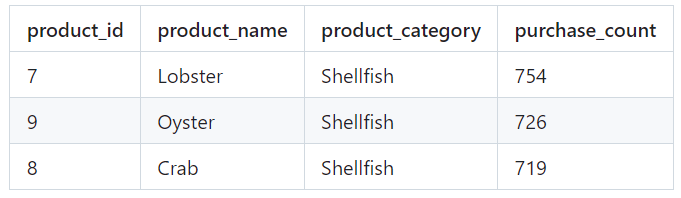 product_id product_name product_category purchase_count
7 Lobster Shellfish 754
9 Oyster Shellfish 726
8 Crab Shellfish 719